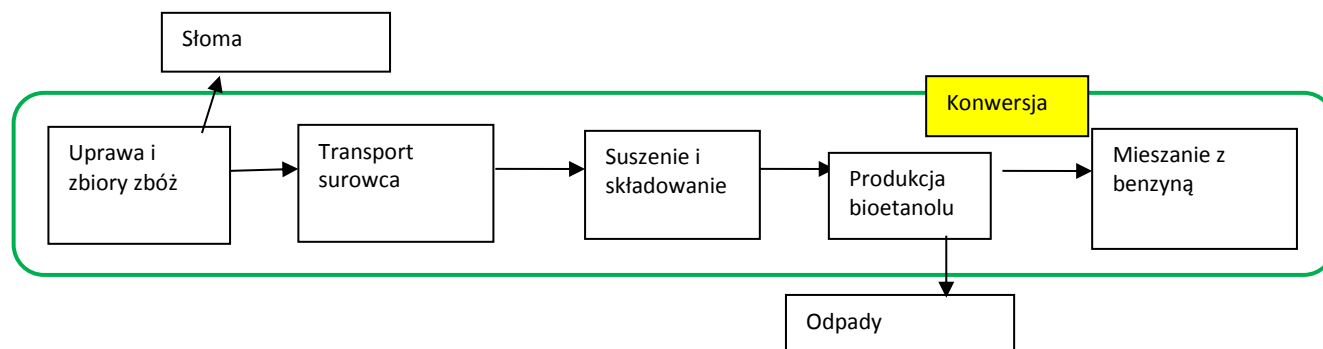 Słoma
Konwersja
Uprawa i
zbiory zbóż
Transport
surowca
Suszenie i
składowanie
Produkcja
bioetanolu
Mieszanie z
benzyną
Odpady